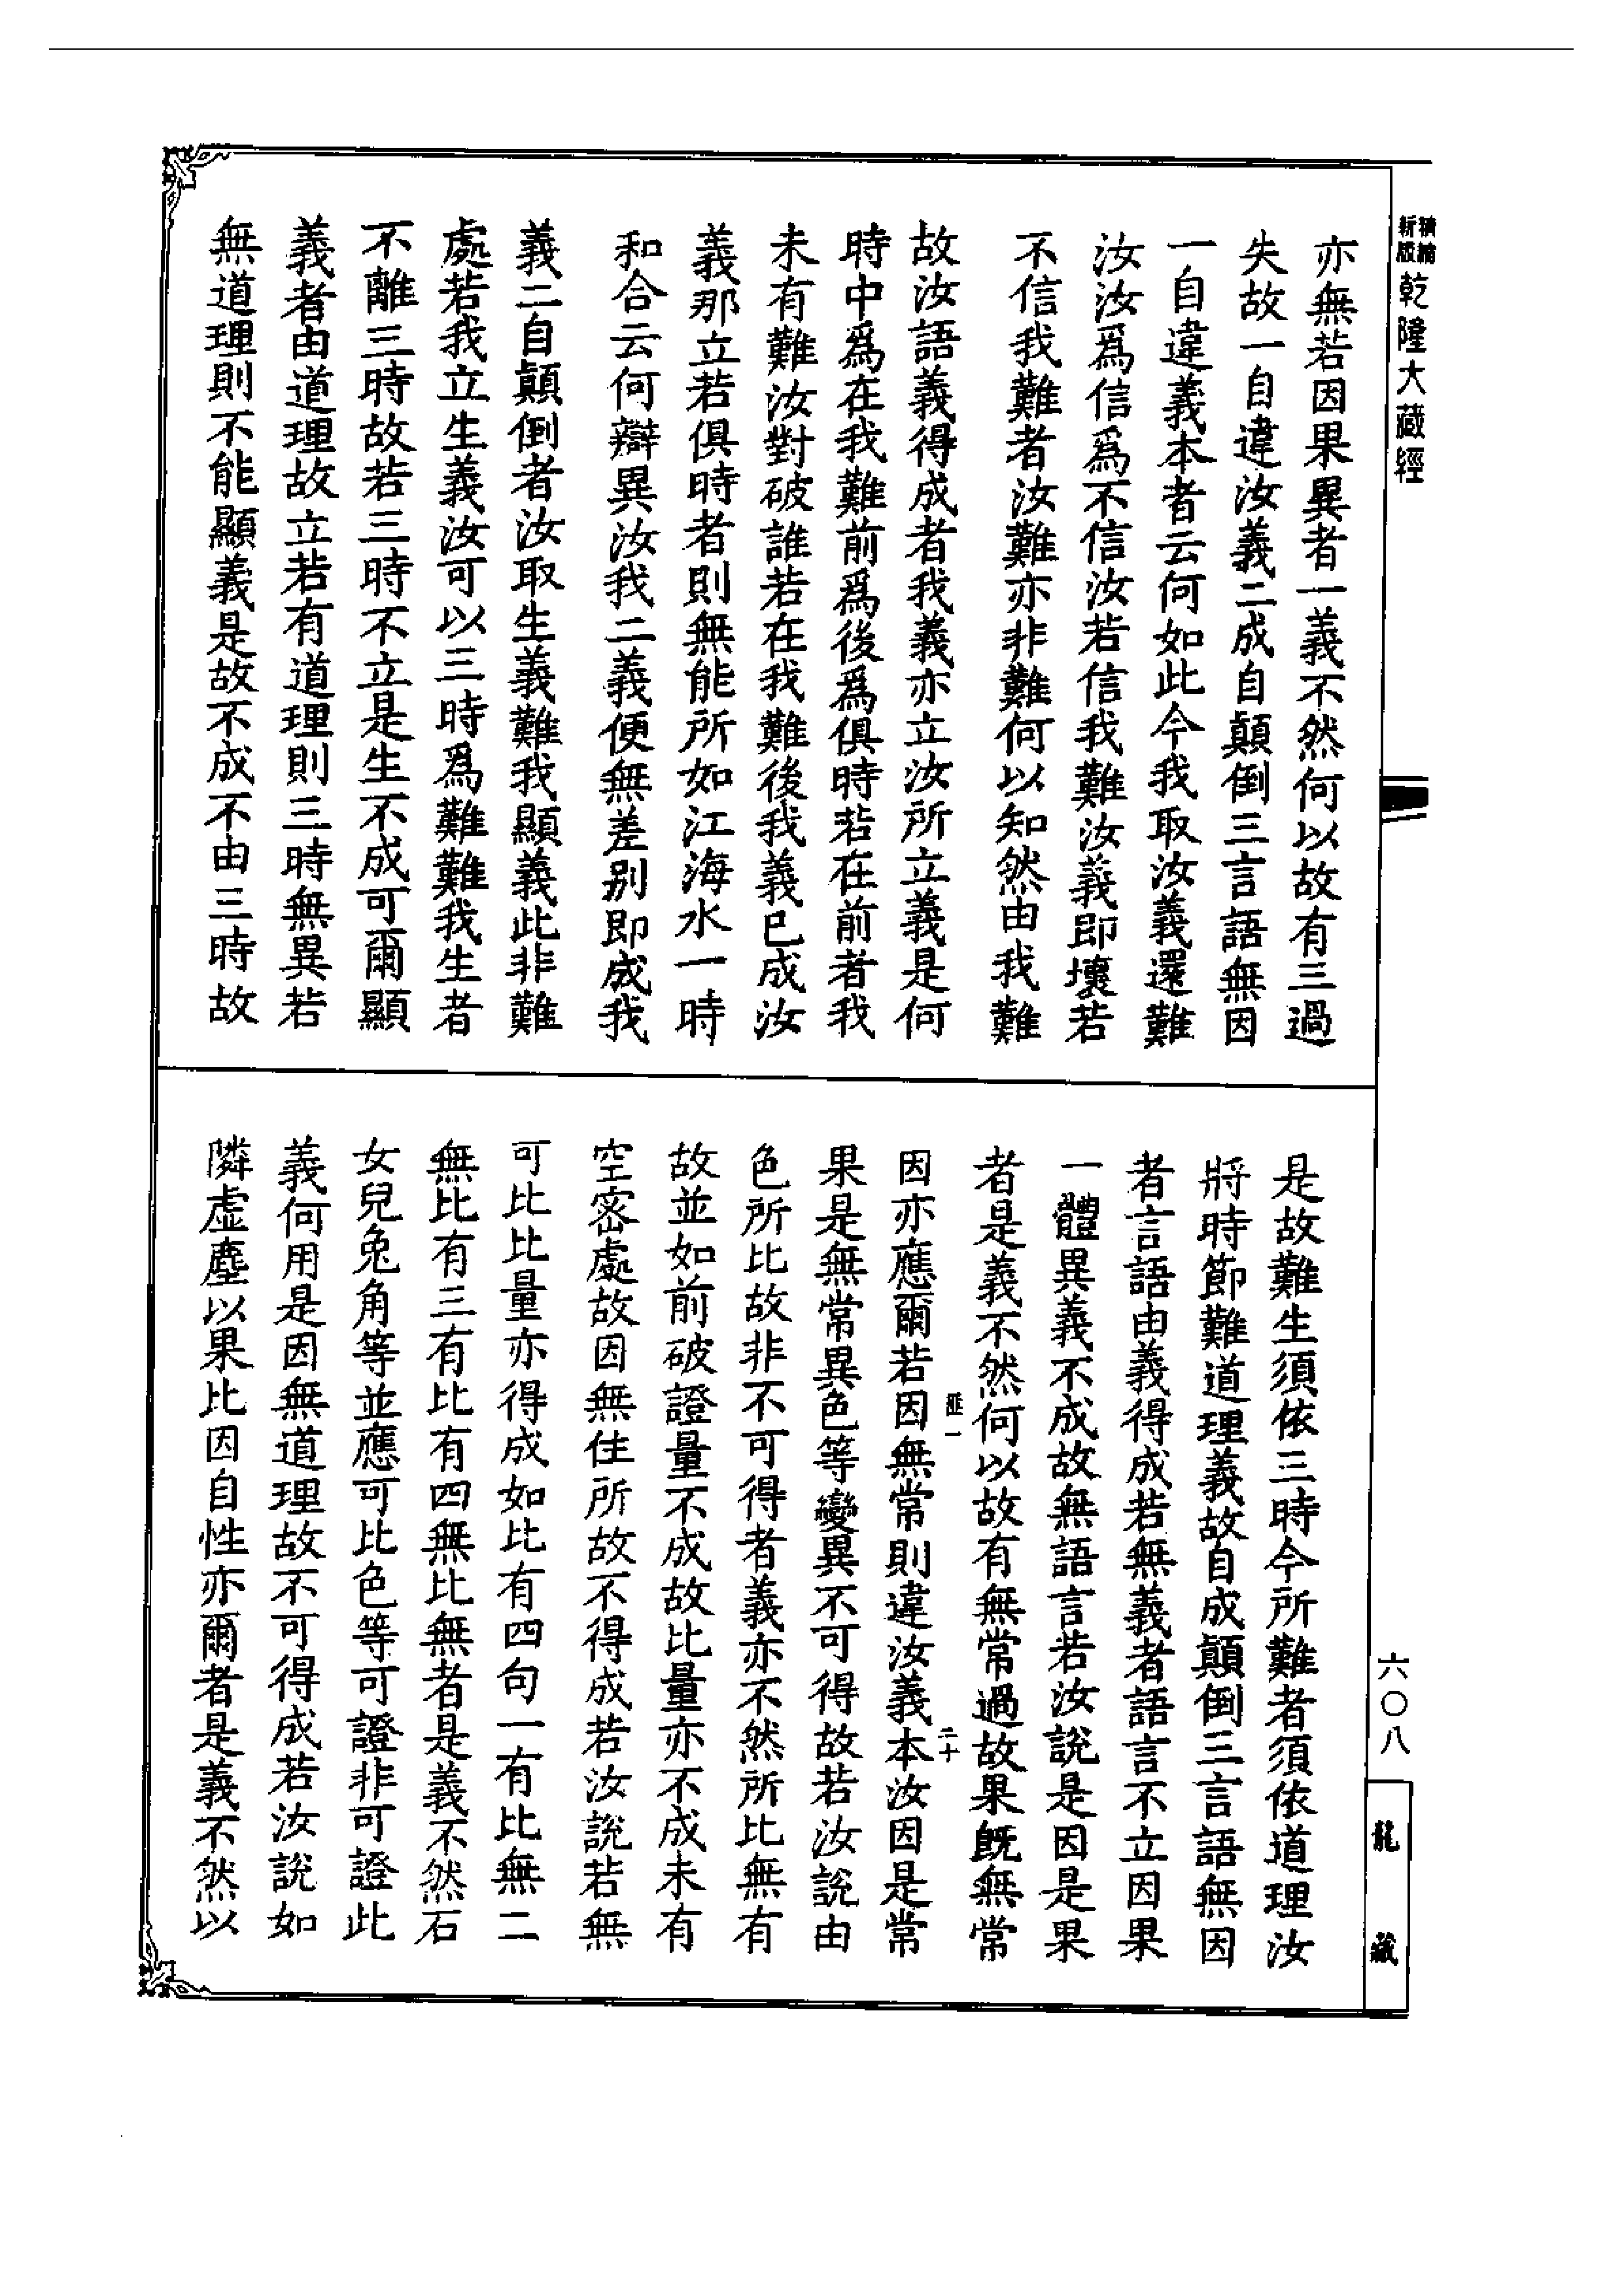 新版
精縮
乾隆大藏經
亦無若因果異者一義不然何以故有三過
失故一自違汝義二成自顛倒三言語無因
一自違義本者云何如此今我取汝義還難
汝汝爲信爲不信汝若信我難汝義即壞若
不信我難者汝難亦非難何以知然由我難
故汝語義得成者我義亦立汝所立義是何
時中爲在我難前爲後爲俱時若在前者我
未有難汝對破誰若在我難後我義已成汝
義那立若俱時者則無能所如江海水一時
和合云何辯異汝我二義便無差別即成我
義二自顛倒者汝取生義難我顯義此非難
處若我立生義汝可以三時爲難難我生者
不離三時故若三時不立是生不成可爾顯
義者由道理故立若有道理則三時無異若
無道理則不能顯義是故不成不由三時故
是故難生須依三時今所難者須依道理汝
將時節難道理義故自成顛倒三言語無因
者言語由義得成若無義者語言不立因果
一體異義不成故無語言若汝說是因是果
者是義不然何以故有無常過故果既無常
因亦應爾若因無常則違汝義本汝因是常
二十
果是無常異色等變異不可得故若汝說由
色所比故非不可得者義亦不然所比無有
故並如前破證量不成故比量亦不成未有
空密處故因無住所故不得成若汝說若無
可比比量亦得成如比有四句一有比無二
無比有三有比有四無比無者是義不然石
女兒兔角等並應可比色等可證非可證此
義何用是因無道理故不可得成若汝說如
隣虛塵以果比因自性亦爾者是義不然以
六〇八
龍藏